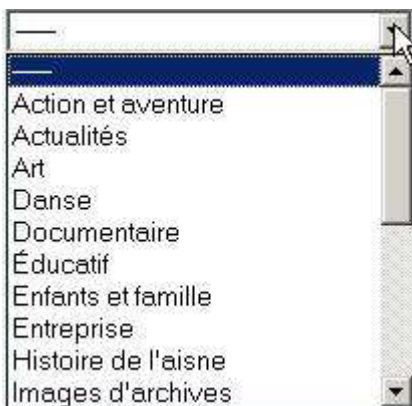 ——
——
Action et aventure
Actualités
Art
Danse
Documentaire
Éducatif
Enfants et famille
Entreprise
Histoire de l'aisne
Images d'archives